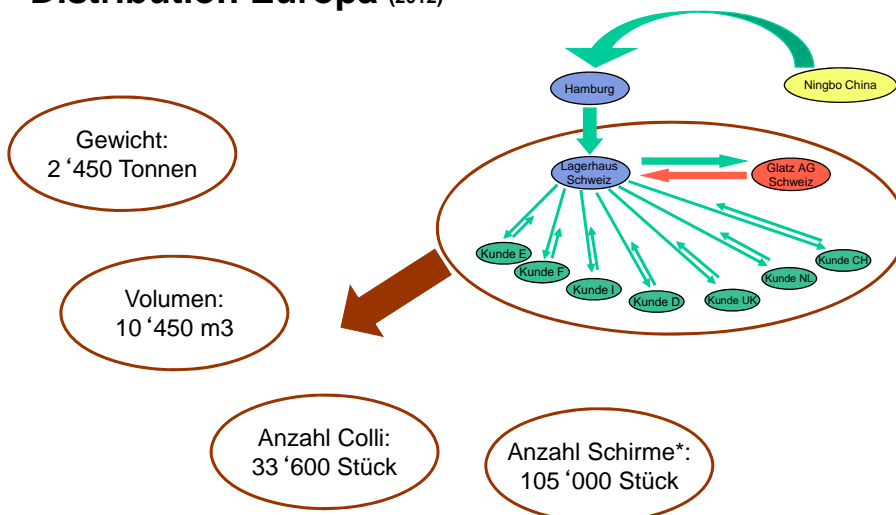 Distribution Europa (2012)
Hamburg
Ningbo China
Gewicht:
2‘450 Tonnen
Lagerhaus
Schweiz
Glatz AG
Schweiz
Kunde E
Kunde F
Kunde I
Kunde D
Kunde UK
Kunde NL
Kunde CH
Volumen:
10‘450 m3
Anzahl Colli:
33‘600 Stück
Anzahl Schirme*:
105‘000 Stück